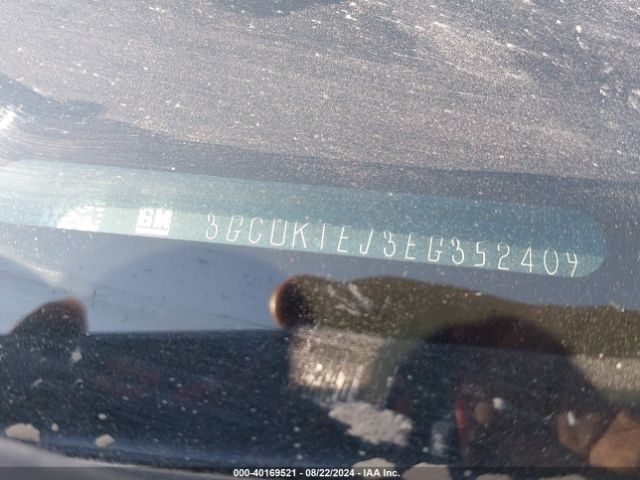 GM 3GCUKTEJ3EG352409
000-40169521 - 08/22/2024 - IAA Inc.